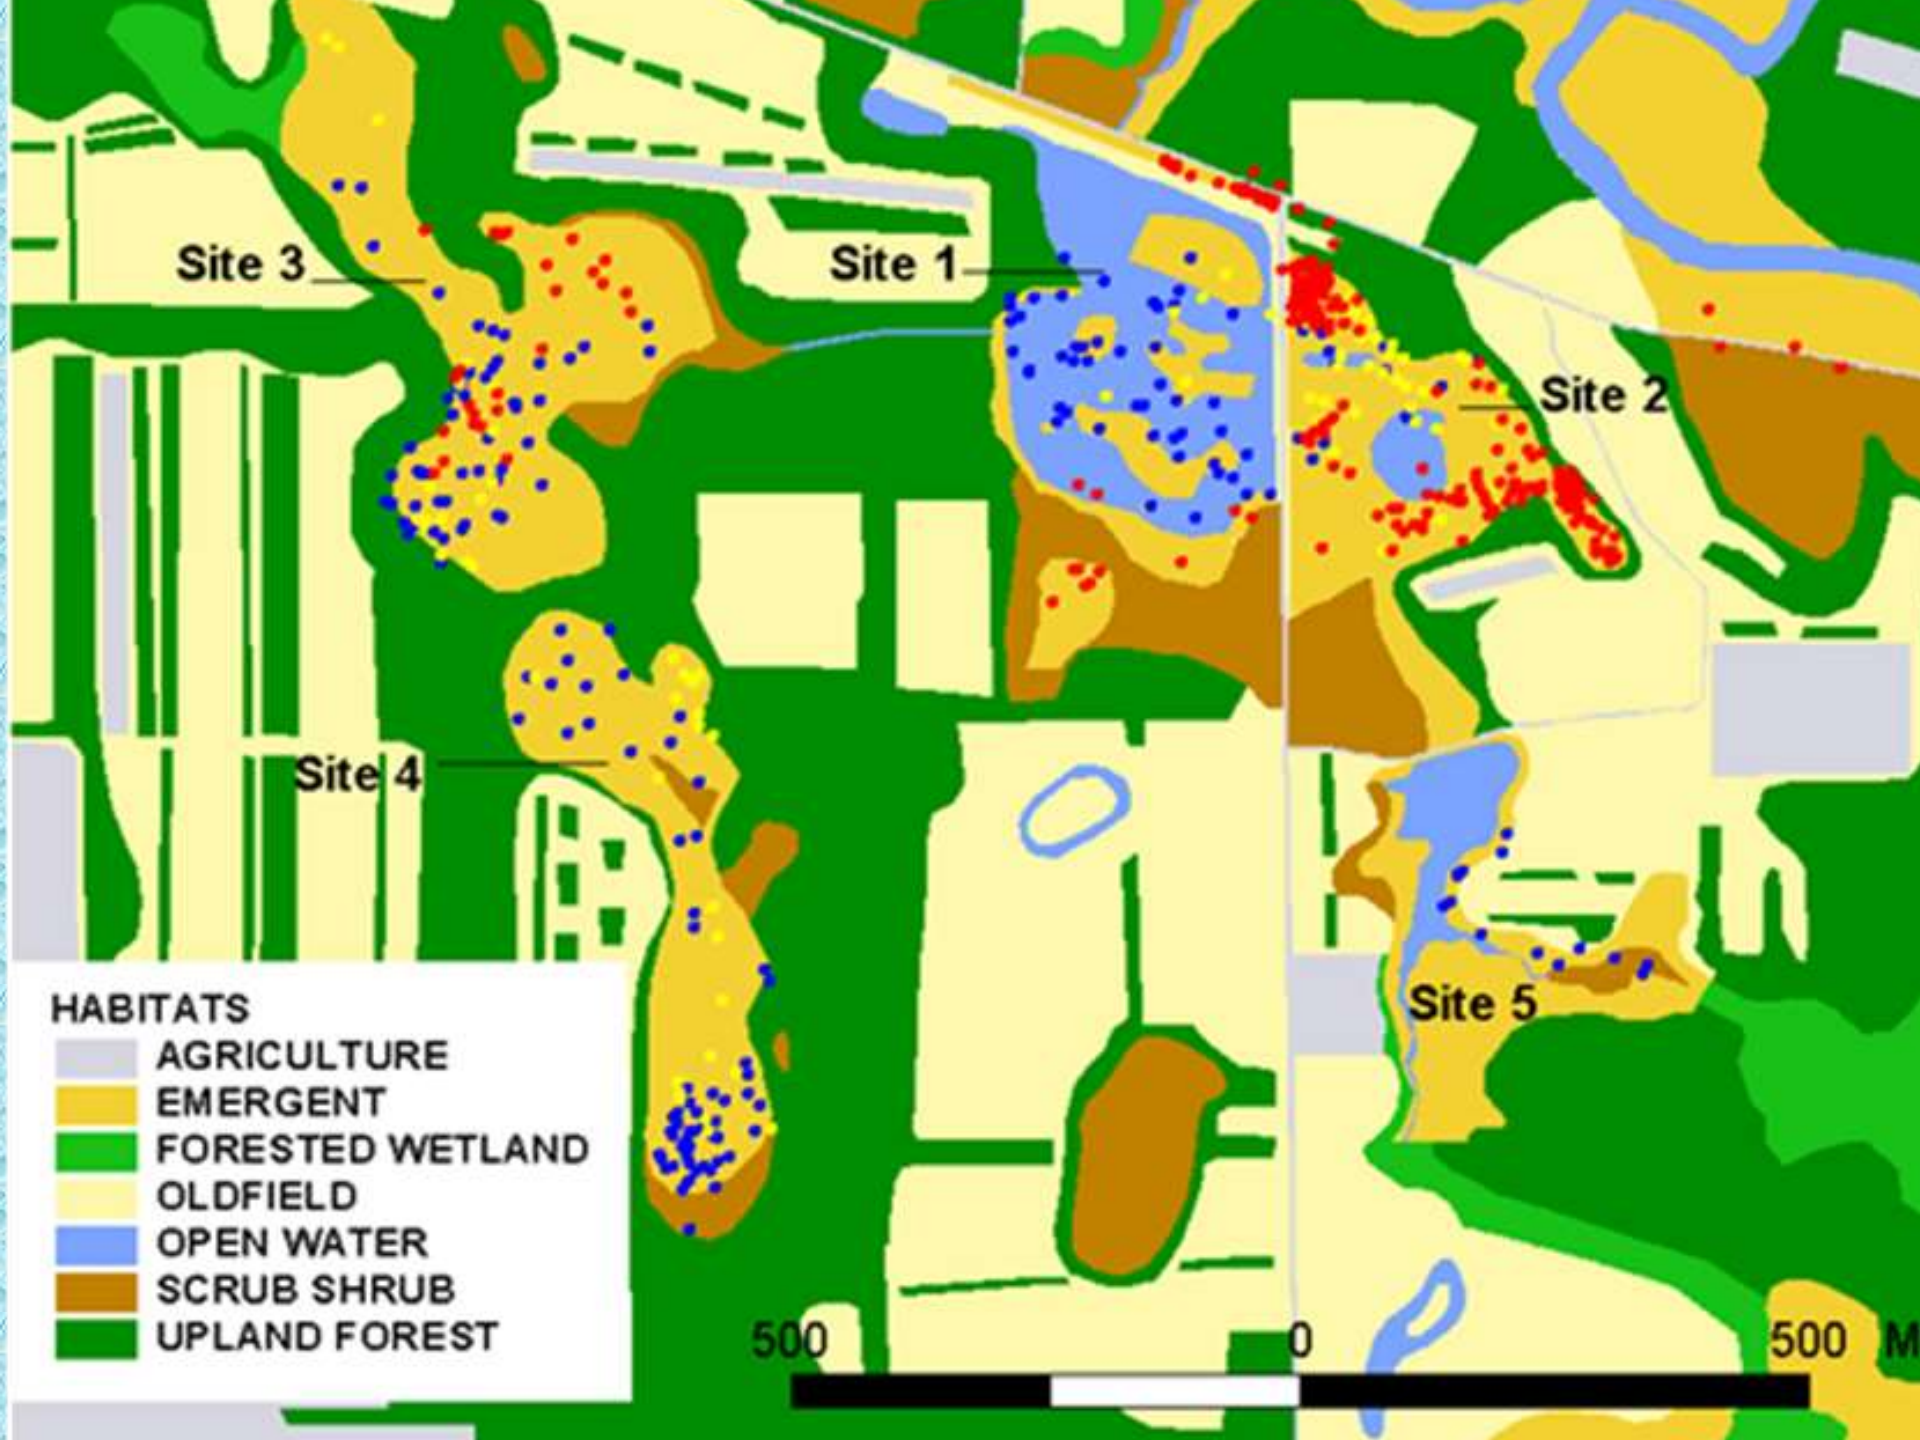 Site 3
Site 1
Site 2
Site 4
Site 5
HABITATS
AGRICULTURE
EMERGENT
FORESTED WETLAND
OLDFIELD
OPEN WATER
SCRUB SHRUB
UPLAND FOREST
500 0 500 M